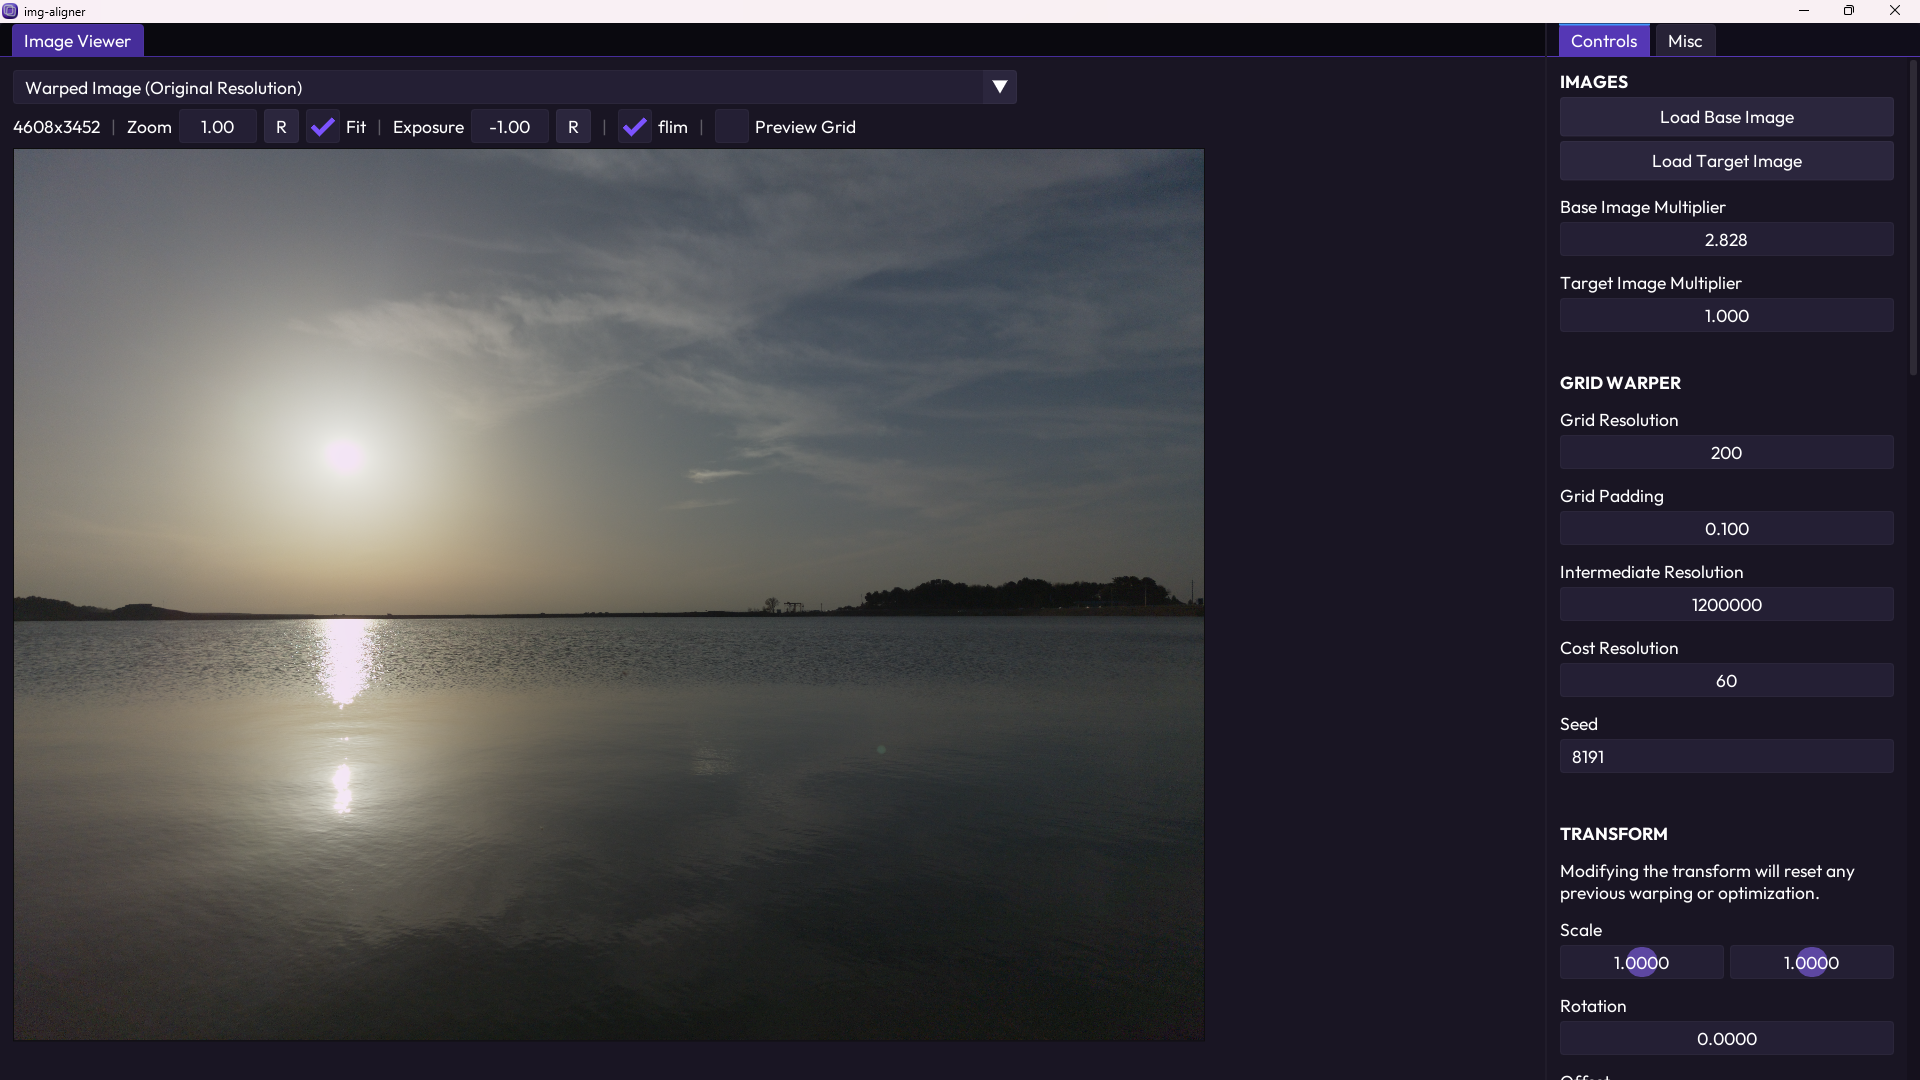 img-aligner
Image Viewer
Controls
Misc
Warped Image (Original Resolution)
4608x3452 | Zoom 1.00 R Fit | Exposure -1.00 R | flim | Preview Grid
IMAGES
Load Base Image
Load Target Image
Base Image Multiplier
2.828
Target Image Multiplier
1.000
GRID WARPER
Grid Resolution
200
Grid Padding
0.100
Intermediate Resolution
1200000
Cost Resolution
60
Seed
8191
TRANSFORM
Modifying the transform will reset any
previous warping or optimization.
Scale
1.0000 1.0000
Rotation
0.0000